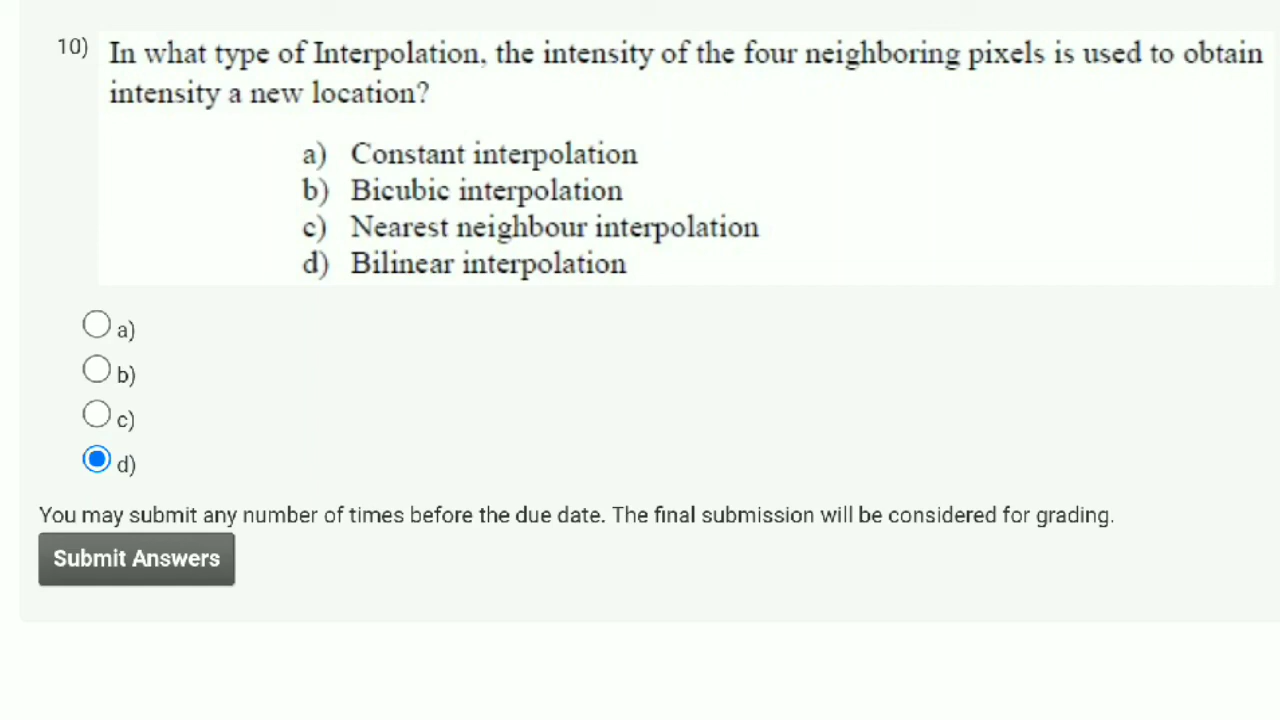 10) In what type of Interpolation, the intensity of the four neighboring pixels is used to obtain
intensity a new location?
a) Constant interpolation
b) Bicubic interpolation
c) Nearest neighbour interpolation
d) Bilinear interpolation
a)
b)
c)
d)
You may submit any number of times before the due date. The final submission will be considered for grading.
Submit Answers